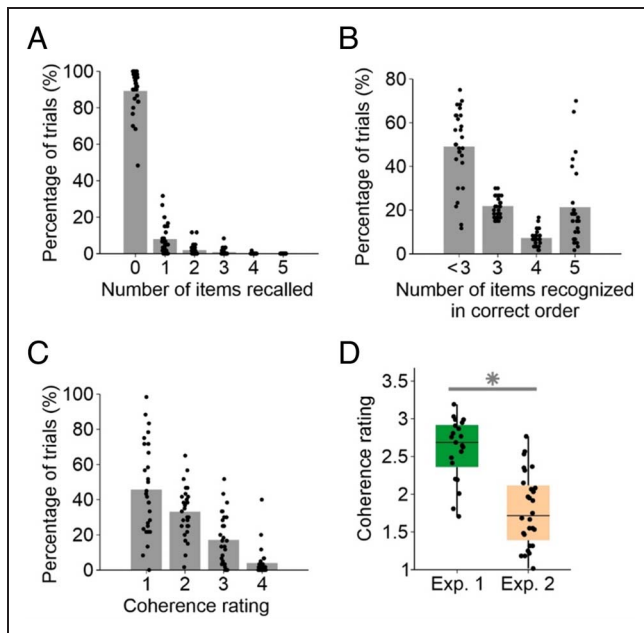 A
Percentage of trials (%)
100
80
60
40
20
0
0 1 2 3 4 5
Number of items recalled
B
Percentage of trials (%)
80
60
40
20
0
<3 3 4 5
Number of items recognized
in correct order
C
Percentage of trials (%)
100
80
60
40
20
0
1 2 3 4
Coherence rating
D
Coherence rating
3.5
3
2.5
2
1.5
1
*
Exp. 1 Exp. 2